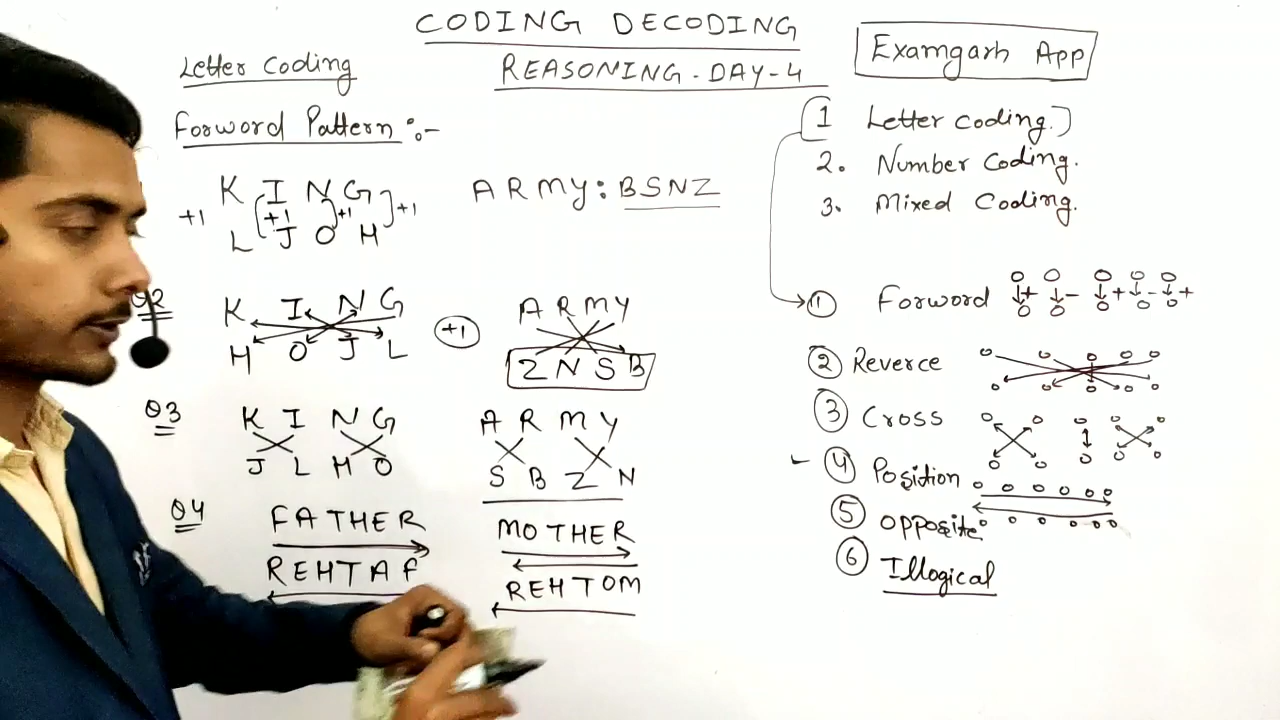 CODING DECODING
REASONING-DAY-4
Examgarh App
Letter Coding
Forword Pattern :-
K I N G
+1 +1 +1 +1
L J O H
ARMY: BSNZ
Q2
K I N G
H O J L
+1
A R M Y
Z N S B
Q3
K I N G
J L H O
A R M Y
S B Z N
Q4
FATHER
REHTAF
MOTHER
REHTOM
1 Letter Coding.
2. Number Coding.
3. Mixed Coding.
1 Forword + - + - +
2 Reverce
3 Cross
4 Position
5 Opposite
6 Illogical